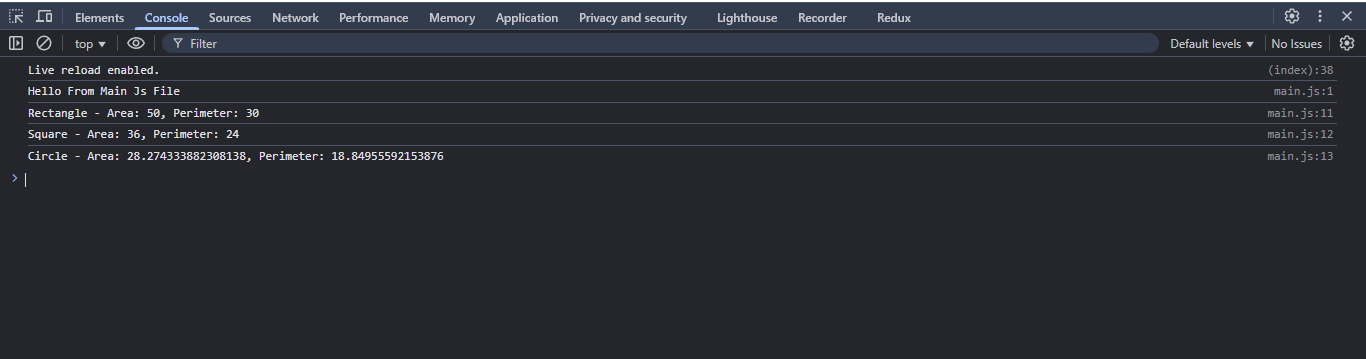 Elements Console Sources Network Performance Memory Application Privacy and security Lighthouse Recorder Redux
top Filter Default levels No Issues
Live reload enabled. (index):38
Hello From Main Js File main.js:1
Rectangle - Area: 50, Perimeter: 30 main.js:11
Square - Area: 36, Perimeter: 24 main.js:12
Circle - Area: 28.274333882308138, Perimeter: 18.84955592153876 main.js:13